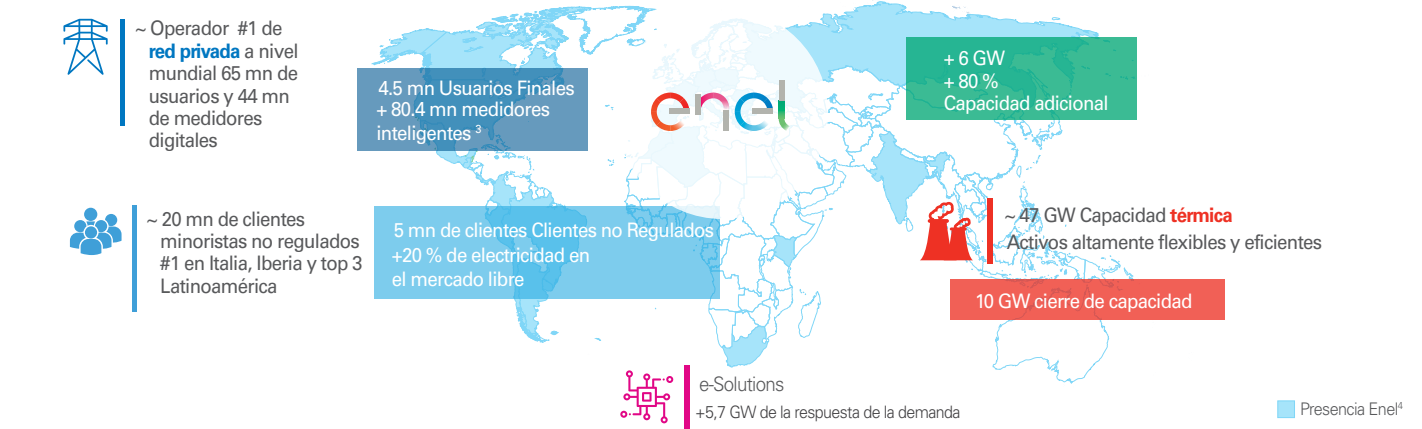 ~ Operador #1 de
red privada a nivel
mundial 65 mn de
usuarios y 44 mn
de medidores
digitales
4.5 mn Usuarios Finales
+ 80.4 mn medidores
inteligentes ³
enel
+ 6 GW
+ 80 %
Capacidad adicional
~ 20 mn de clientes
minoristas no regulados
#1 en Italia, Iberia y top 3
Latinoamérica
5 mn de clientes Clientes no Regulados
+20 % de electricidad en
el mercado libre
~ 47 GW Capacidad térmica
Activos altamente flexibles y eficientes
10 GW cierre de capacidad
e-Solutions
+5,7 GW de la respuesta de la demanda
Presencia Enel⁴